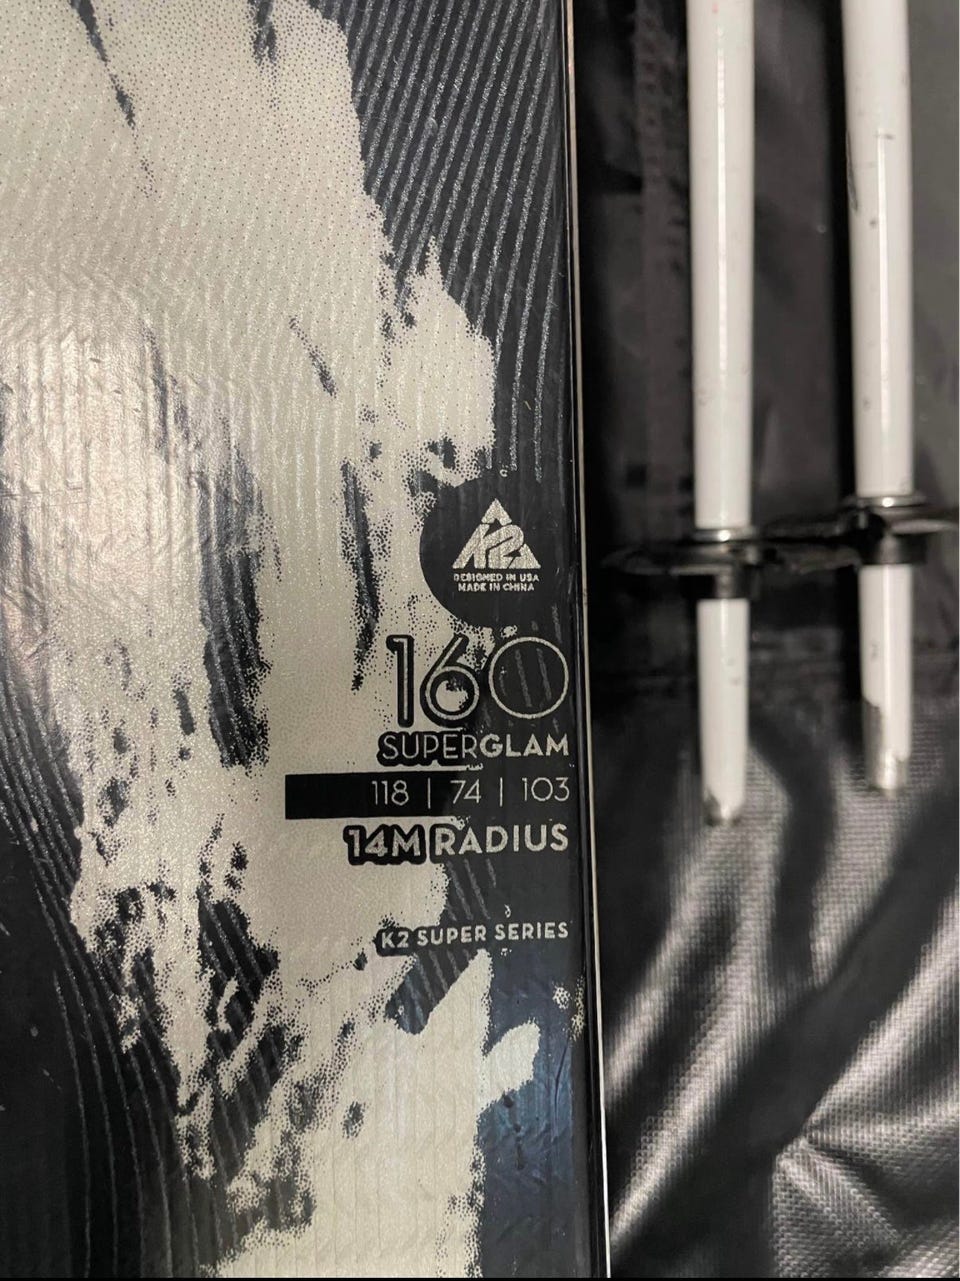 K2
DESIGNED IN USA
MADE IN CHINA
160
SUPERGLAM
118 | 74 | 103
14M RADIUS
K2 SUPER SERIES